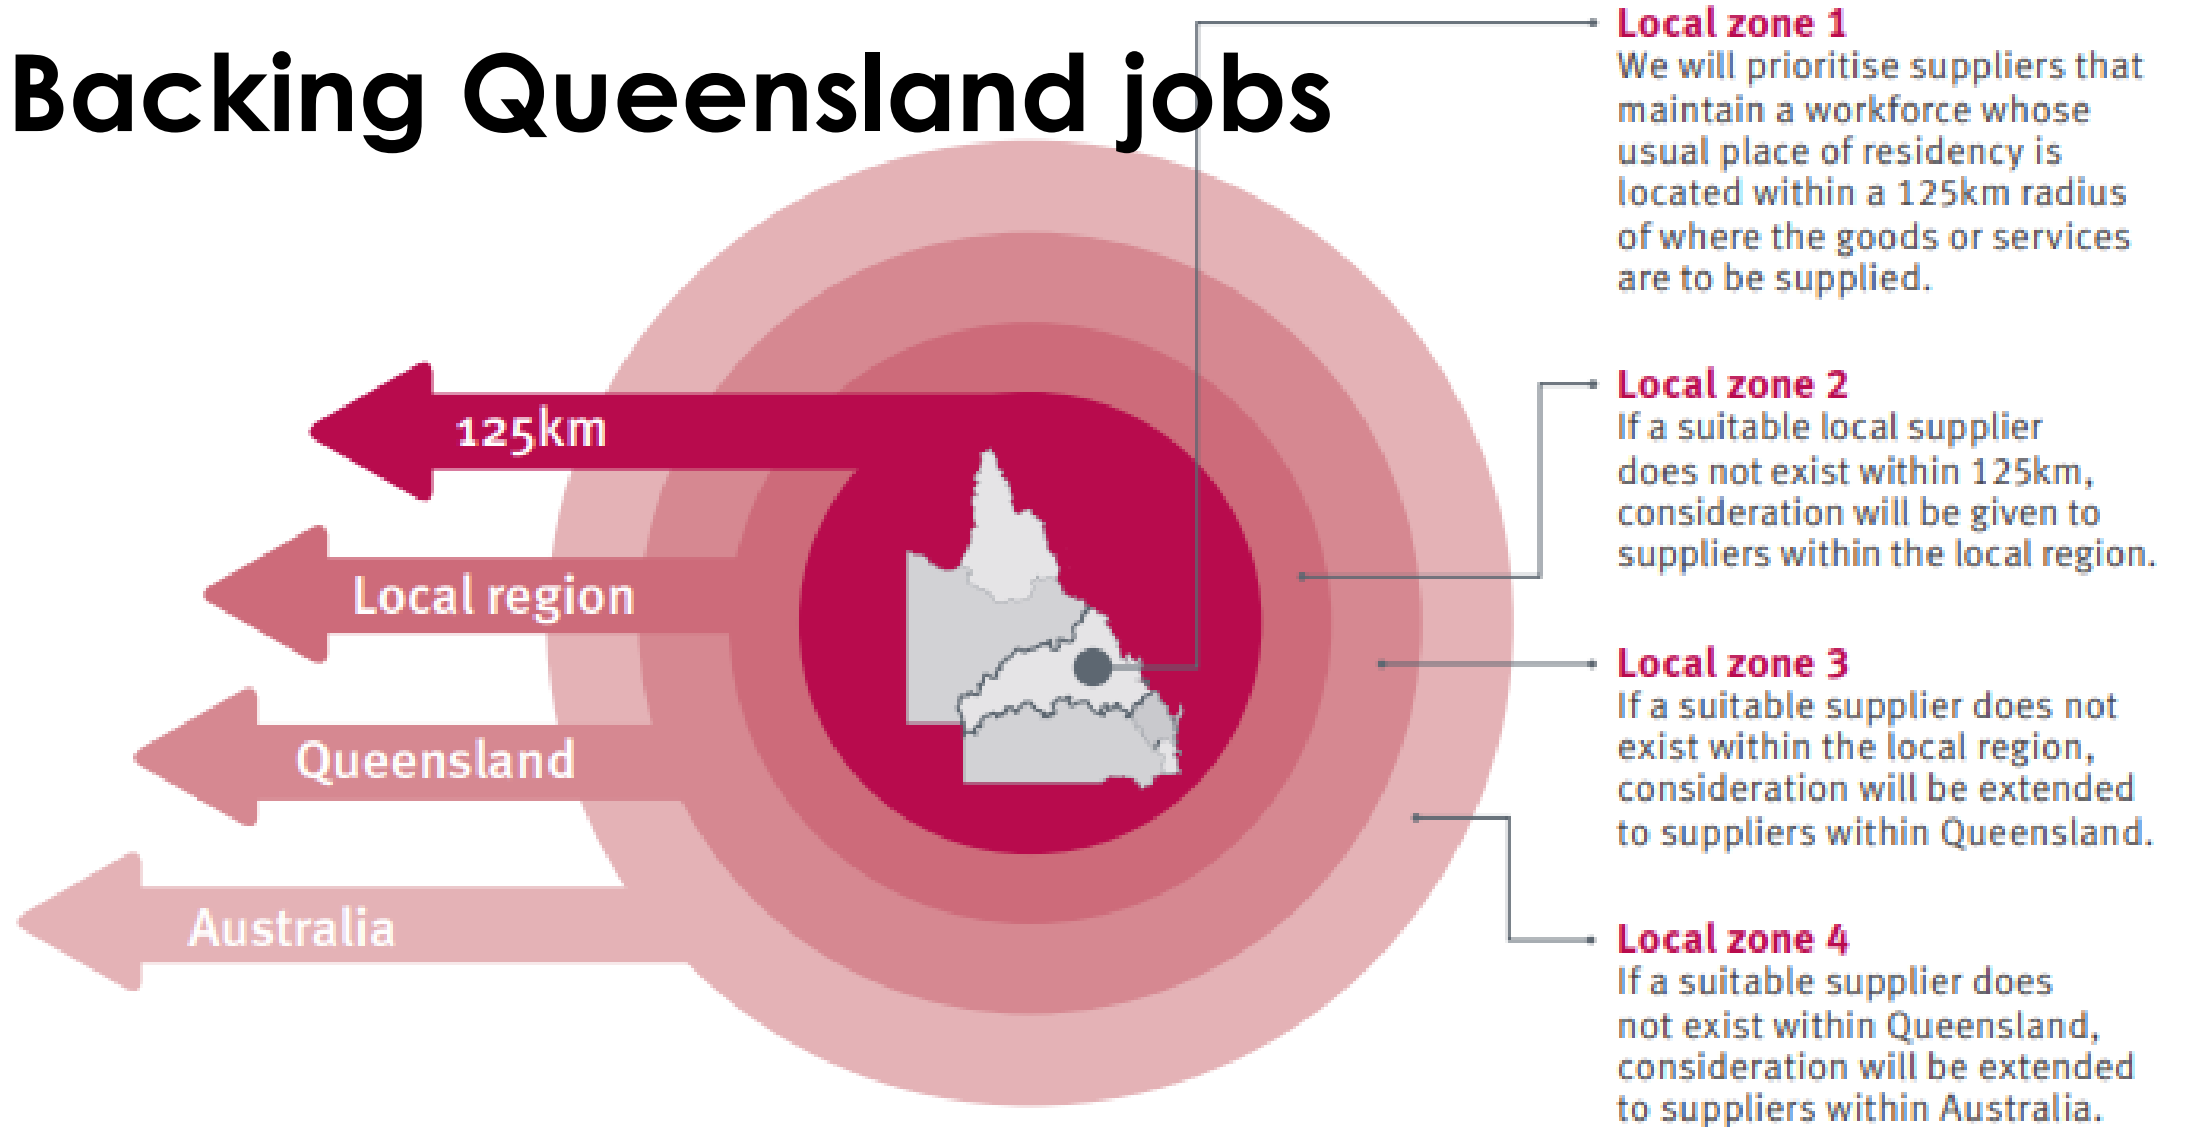 Backing Queensland jobs
125km
Local region
Queensland
Australia
Local zone 1
We will prioritise suppliers that
maintain a workforce whose
usual place of residency is
located within a 125km radius
of where the goods or services
are to be supplied.
Local zone 2
If a suitable local supplier
does not exist within 125km,
consideration will be given to
suppliers within the local region.
Local zone 3
If a suitable supplier does not
exist within the local region,
consideration will be extended
to suppliers within Queensland.
Local zone 4
If a suitable supplier does
not exist within Queensland,
consideration will be extended
to suppliers within Australia.